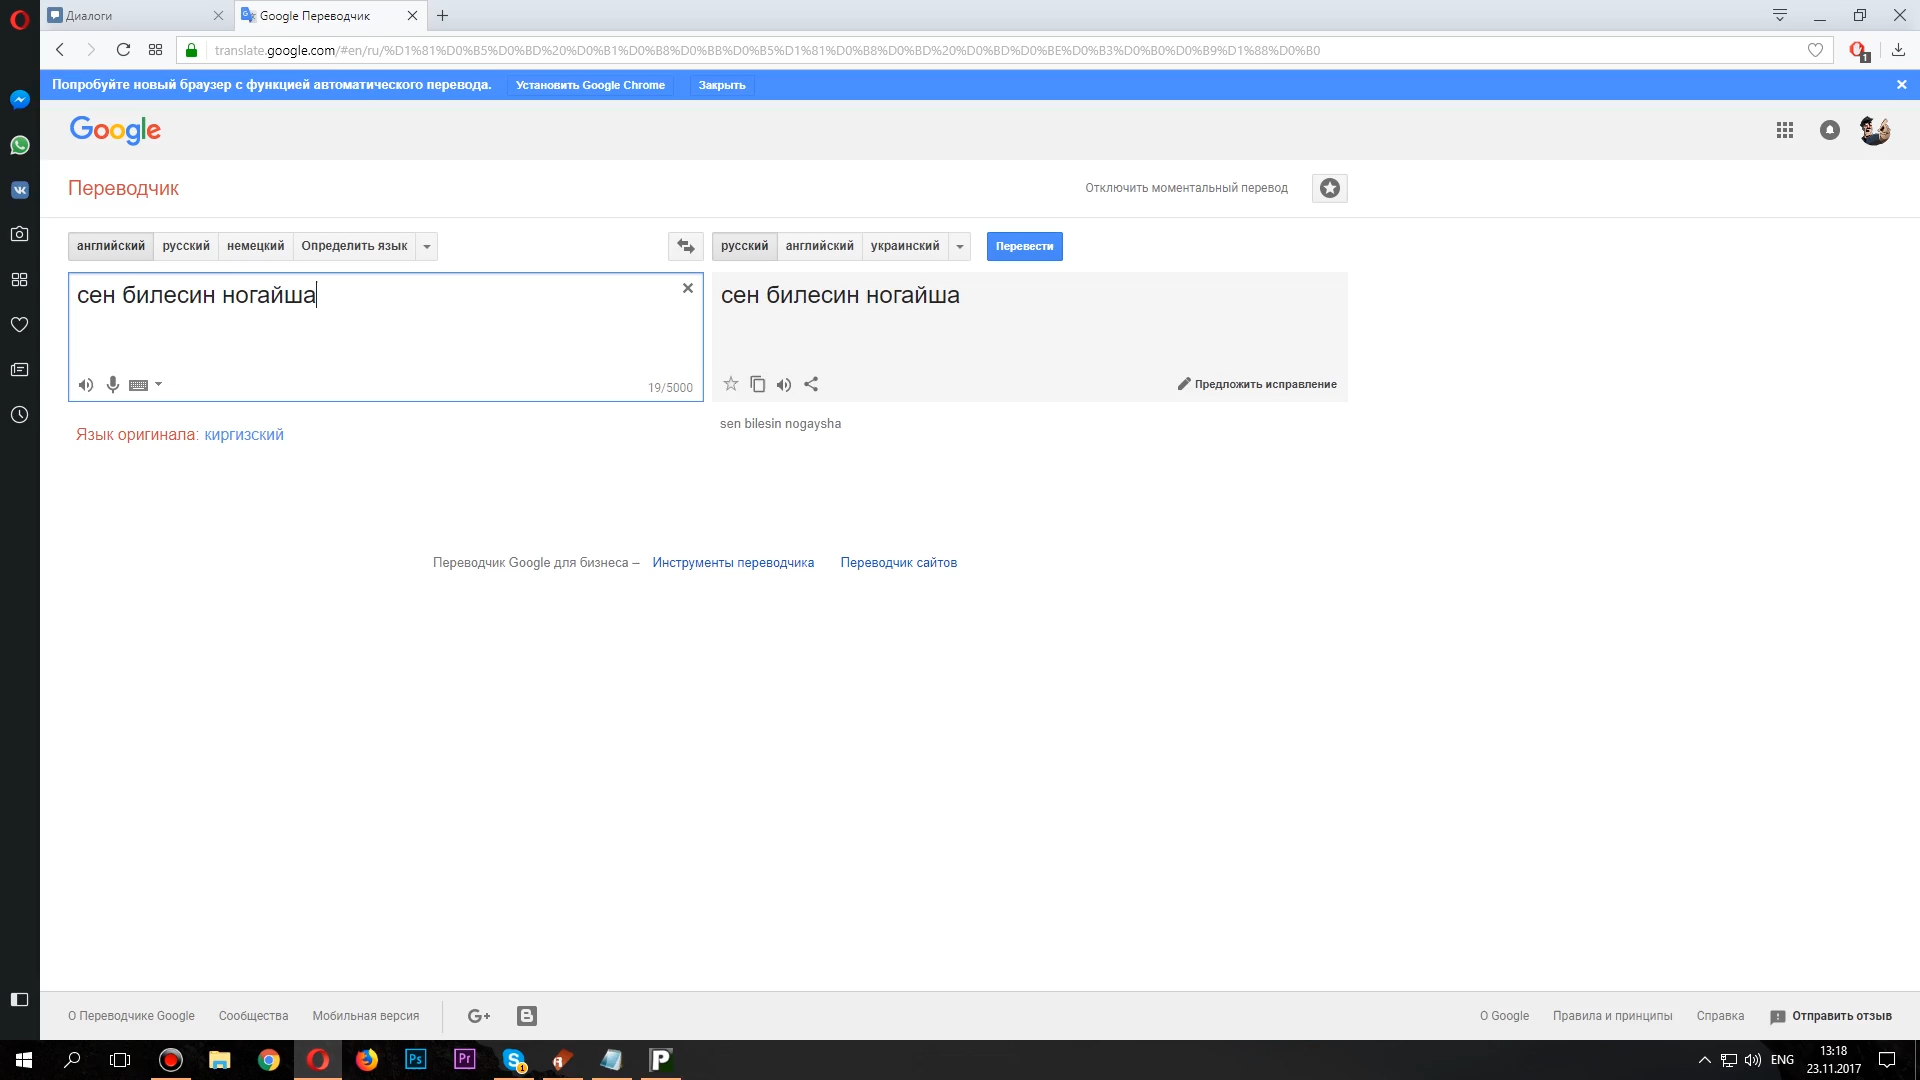 Диалоги
Google Переводчик
translate.google.com/#en/ru/%D1%81%D0%B5%D0%BD%20%D0%B1%D0%B8%D0%BB%D0%B5%D1%81%D0%B8%D0%BD%20%D0%BD%D0%BE%D0%B3%D0%B0%D0%B9%D1%88%D0%B0
1
Попробуйте новый браузер с функцией автоматического перевода.
Установить Google Chrome
Закрыть
Google
Переводчик
Отключить моментальный перевод
английский
русский
немецкий
Определить язык
русский
английский
украинский
Перевести
сен билесин ногайша
сен билесин ногайша
19/5000
Предложить исправление
Язык оригинала: киргизский
sen bilesin nogaysha
Переводчик Google для бизнеса –
Инструменты переводчика
Переводчик сайтов
О Переводчике Google
Сообщества
Мобильная версия
G+
О Google
Правила и принципы
Справка
Отправить отзыв
Ps
Pr
S
1
P
ENG
13:18
23.11.2017